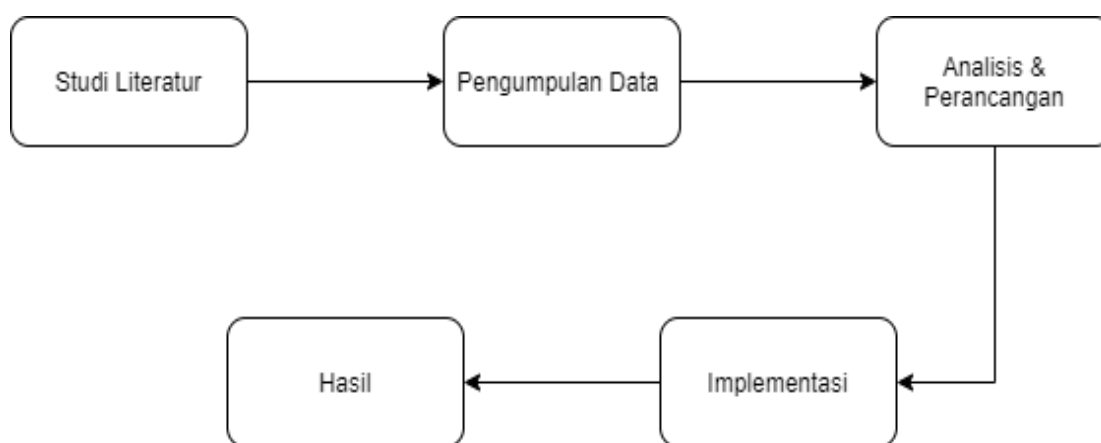 Studi Literatur
Pengumpulan Data
Analisis &
Perancangan
Hasil
Implementasi